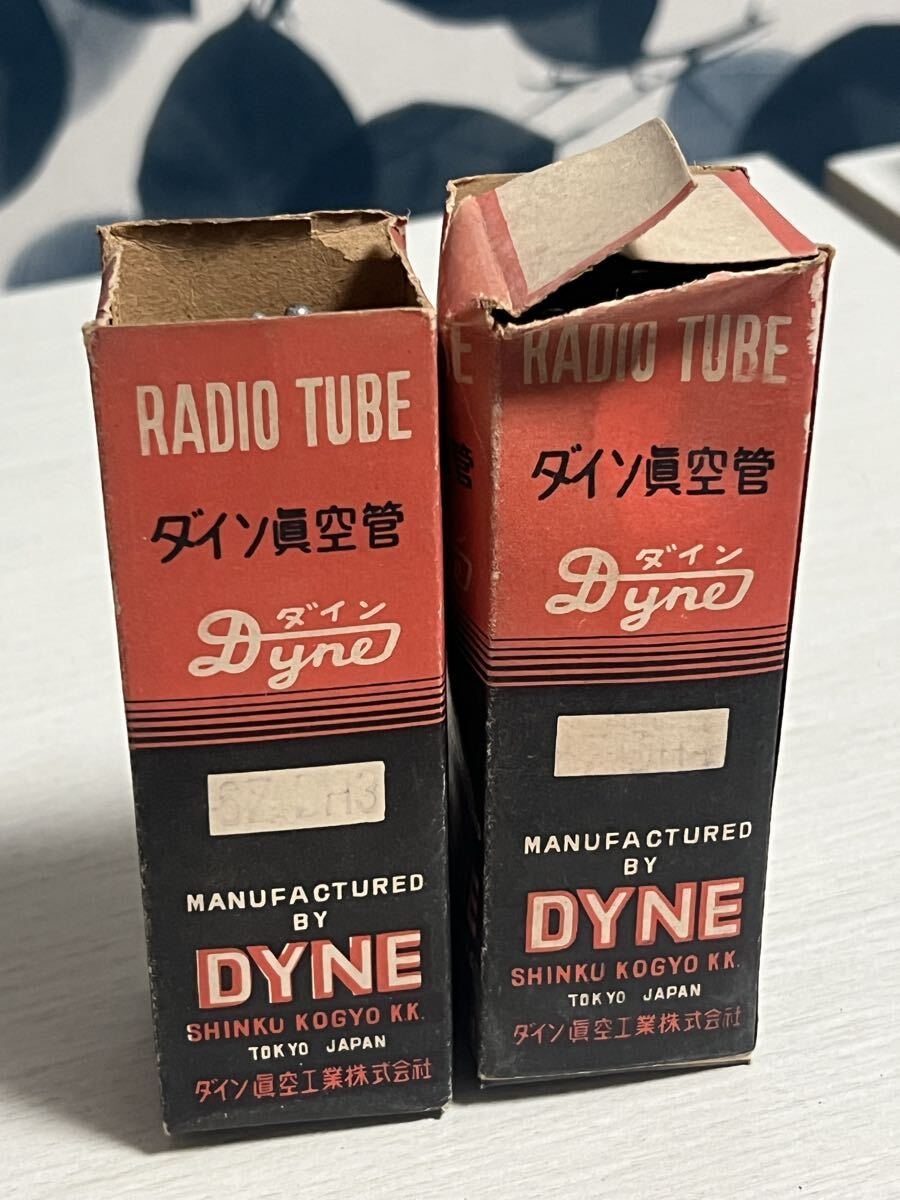 RADIO TUBE
ダイン眞空管
ダイン
Dyne
MANUFACTURED
BY
DYNE
SHINKU KOGYO KK.
TOKYO JAPAN
ダイン眞空工業株式会社
RADIO TUBE
ダイン眞空管
ダイン
Dyne
MANUFACTURED
BY
DYNE
SHINKU KOGYO KK.
TOKYO JAPAN
ダイン眞空工業株式会社